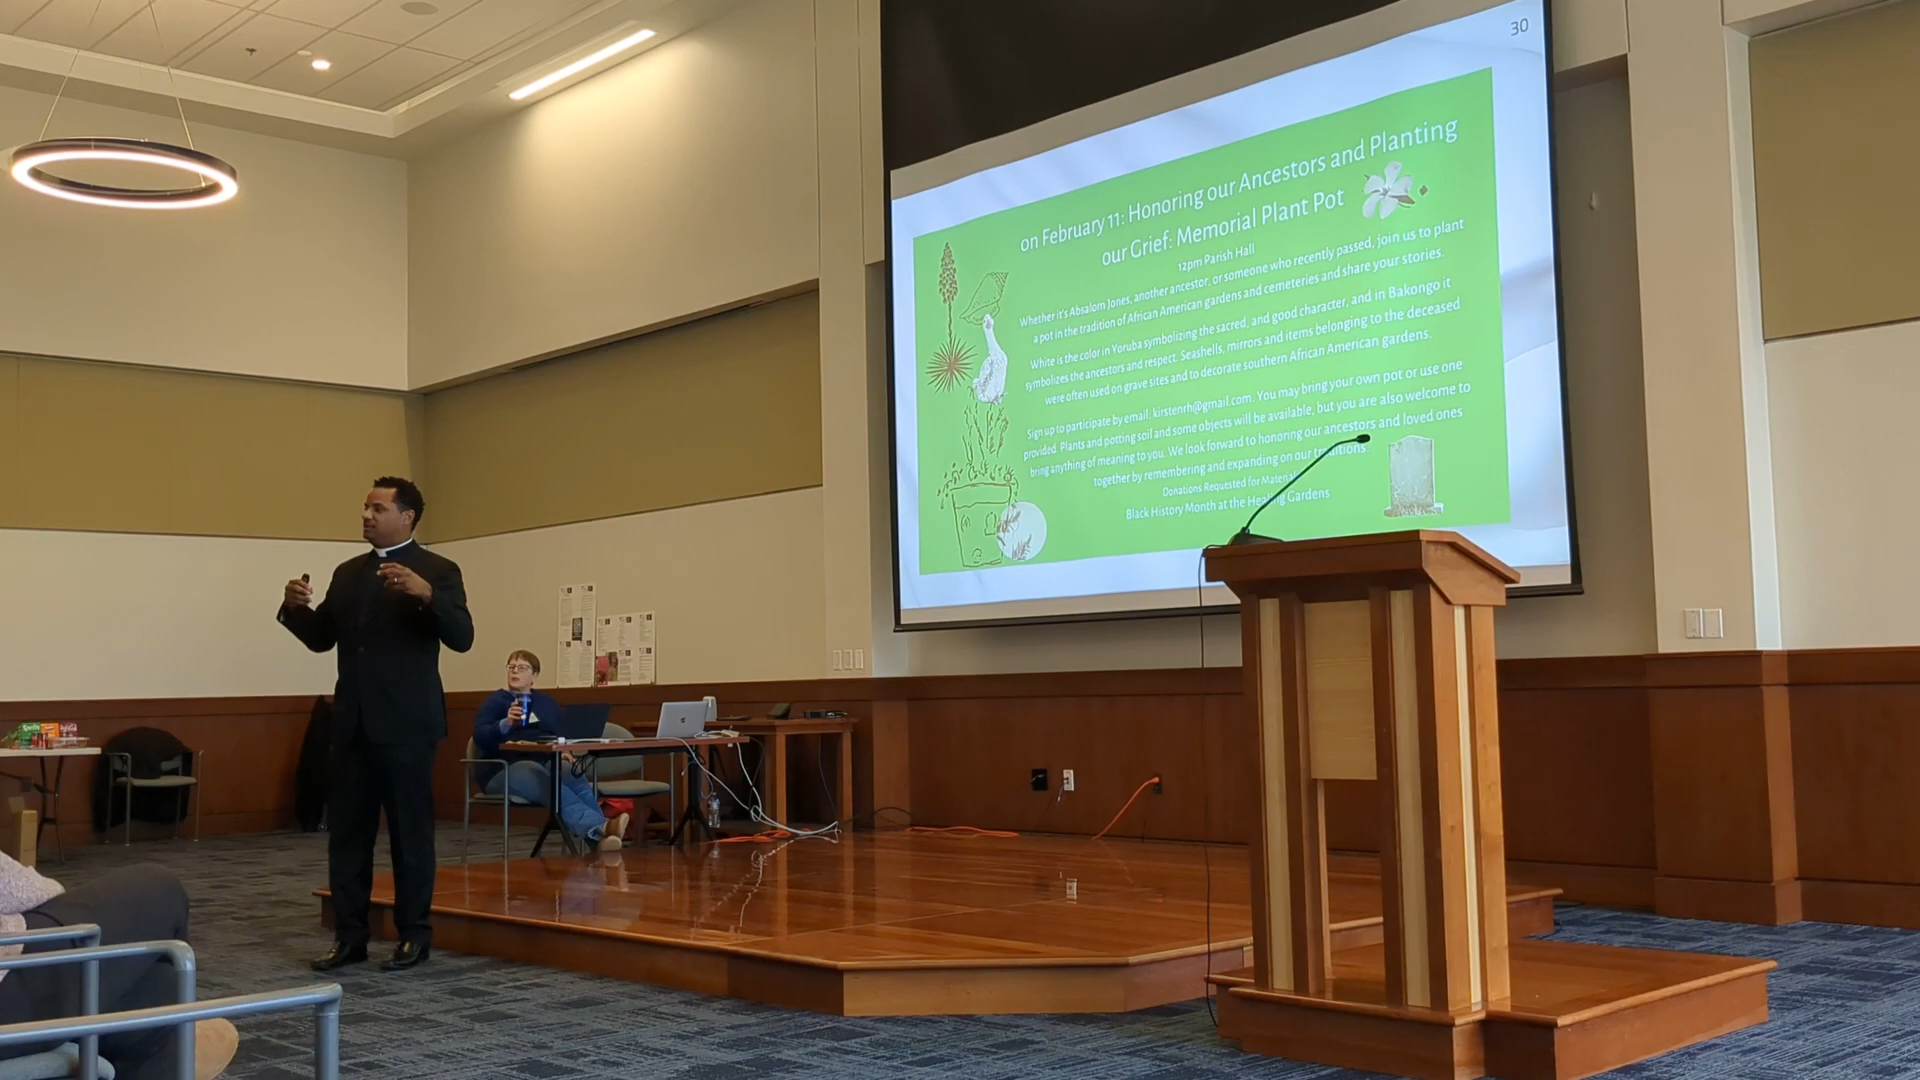 30
on February 11: Honoring our Ancestors and Planting
our Grief: Memorial Plant Pot
12pm Parish Hall
Whether it's Absalom Jones, another ancestor, or someone who recently passed, join us to plant
a pot in the tradition of African American gardens and cemeteries and share your stories.
White is the color in Yoruba symbolizing the sacred, and good character, and in Bakongo it
symbolizes the ancestors and respect. Seashells, mirrors and items belonging to the deceased
were often used on grave sites and to decorate southern African American gardens.
Sign up to participate by email: kirstenrh@gmail.com. You may bring your own pot or use one
provided. Plants and potting soil and some objects will be available, but you are also welcome to
bring anything of meaning to you. We look forward to honoring our ancestors and loved ones
together by remembering and expanding on our traditions.
Donations Requested for Materials
Black History Month at the Healing Gardens